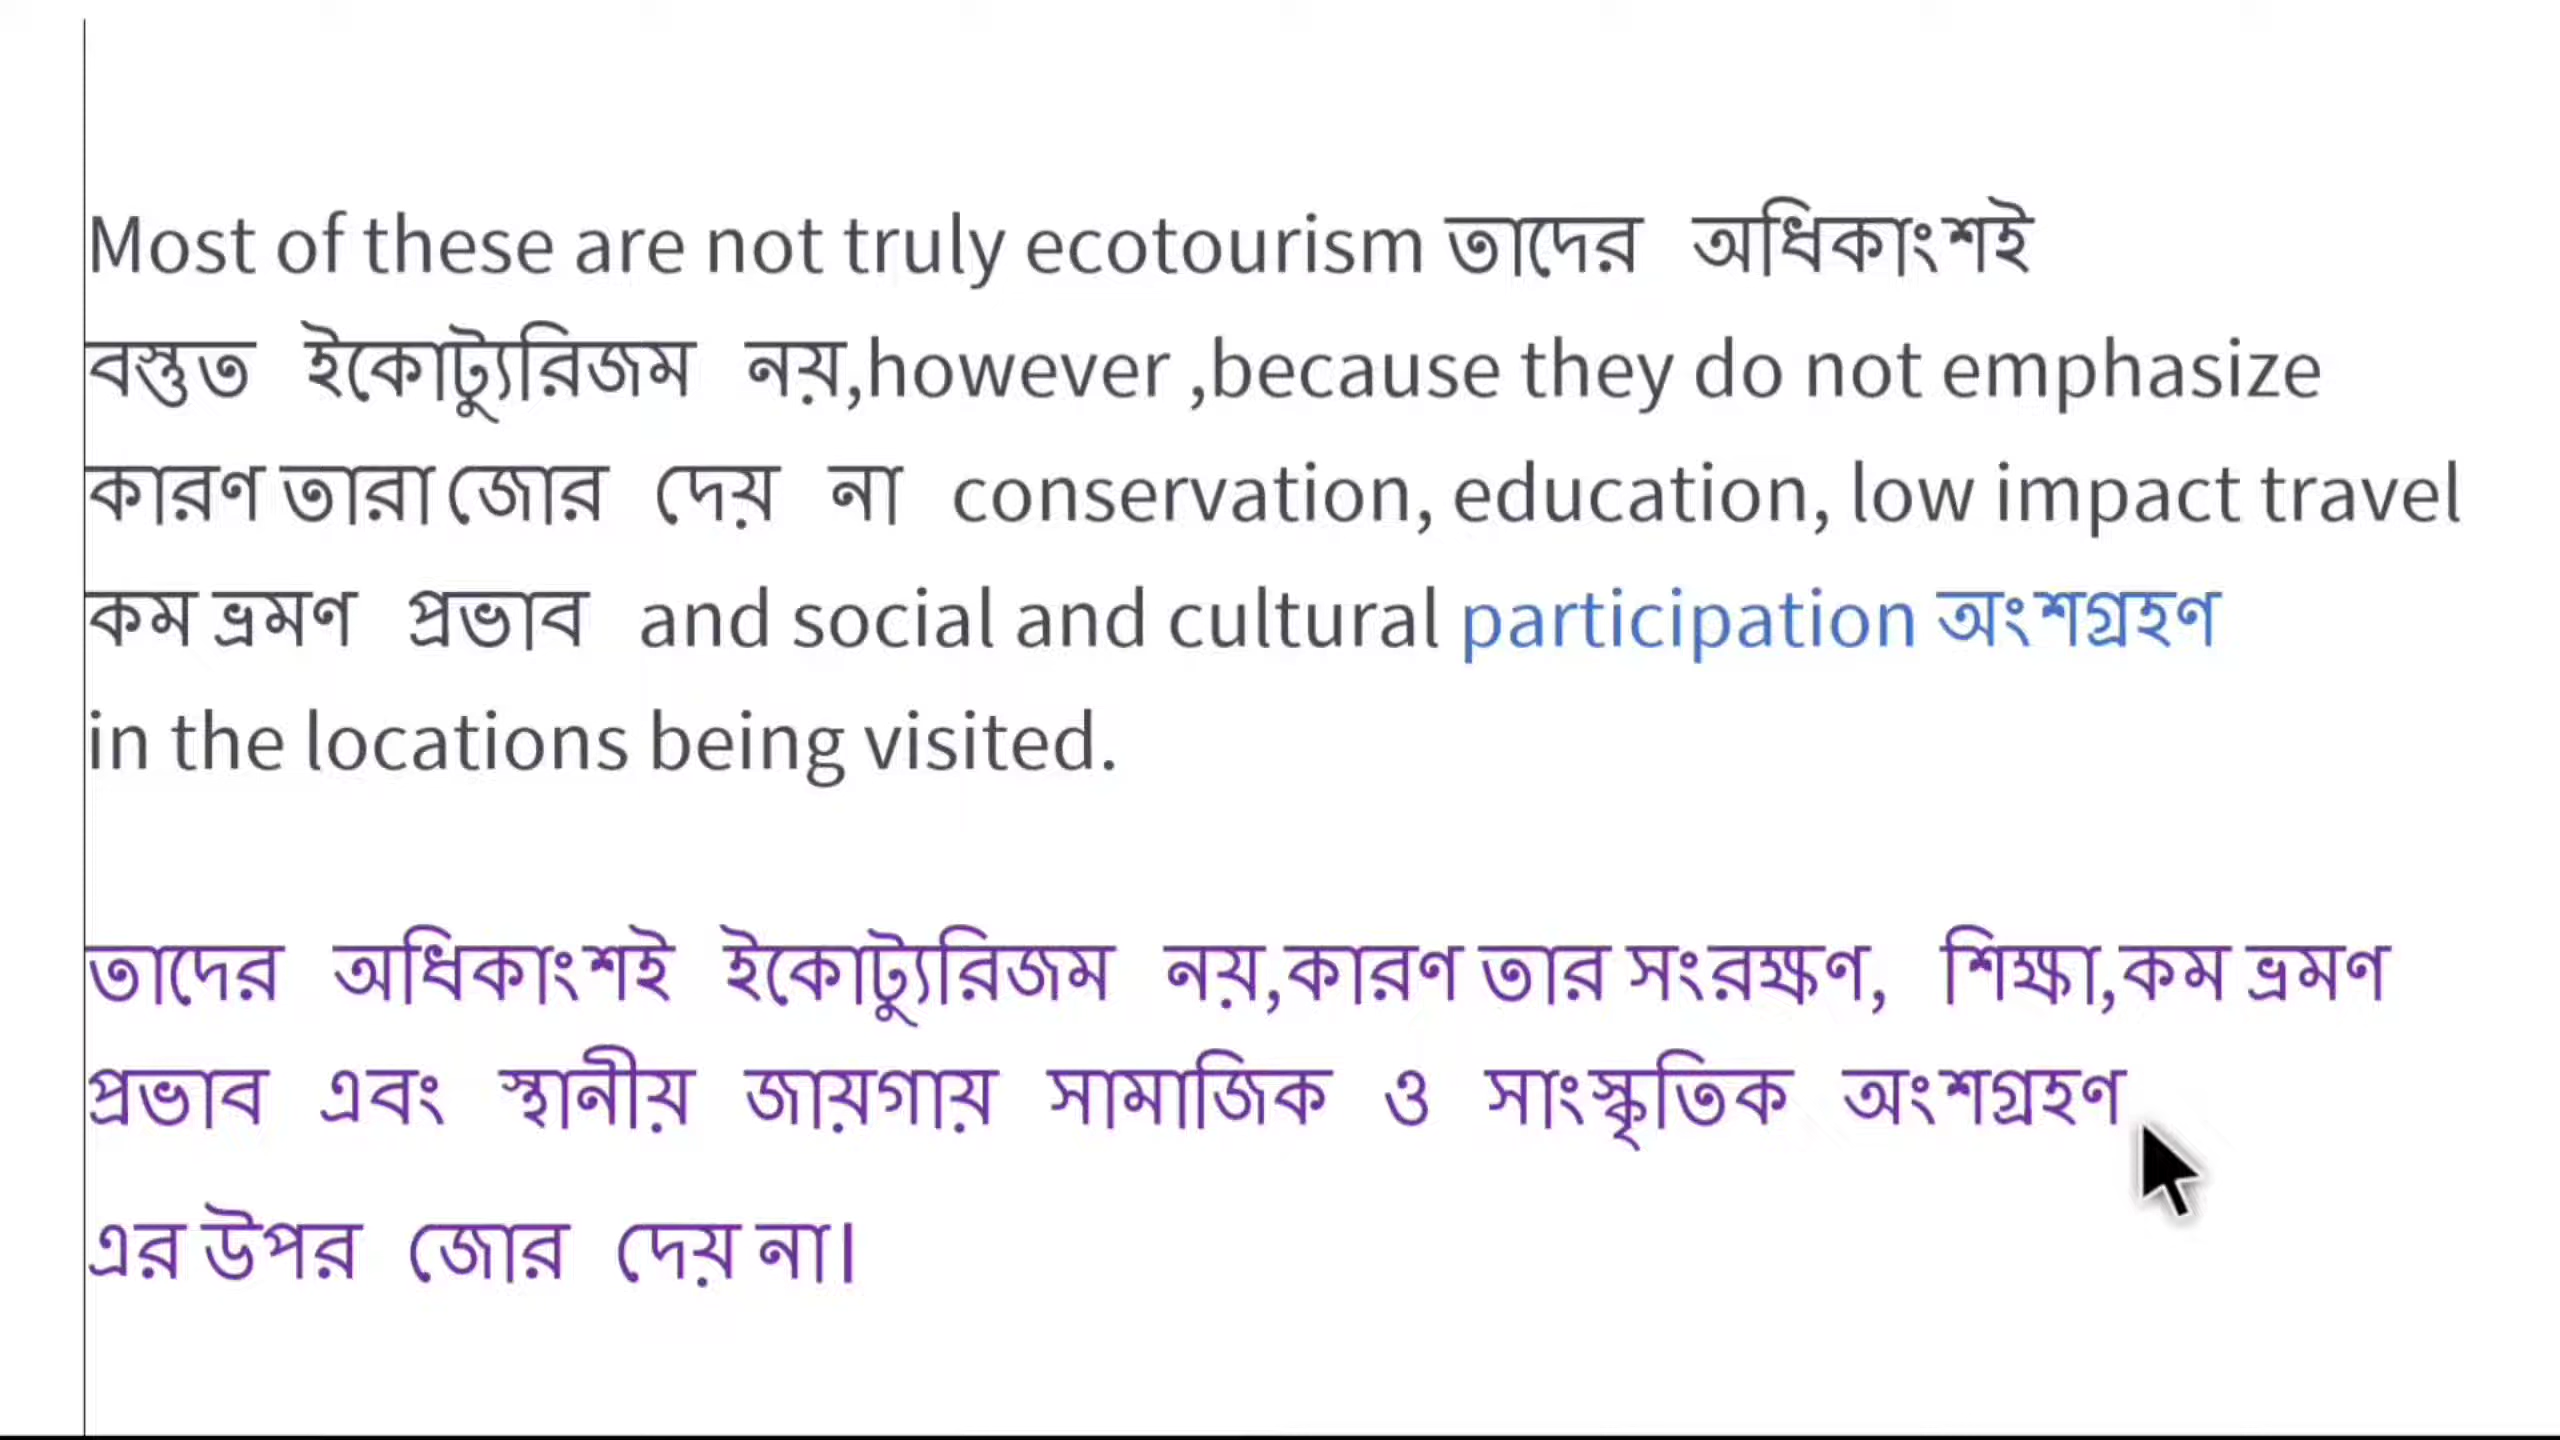 Most of these are not truly ecotourism তাদের অধিকাংশই
বস্তুত ইকোট্যুরিজম নয়,however ,because they do not emphasize
কারণ তারা জোর দেয় না conservation, education, low impact travel
কম ভ্রমণ প্রভাব and social and cultural participation অংশগ্রহণ
in the locations being visited.
তাদের অধিকাংশই ইকোট্যুরিজম নয়,কারণ তার সংরক্ষণ, শিক্ষা,কম ভ্রমণ
প্রভাব এবং স্থানীয় জায়গায় সামাজিক ও সাংস্কৃতিক অংশগ্রহণ
এর উপর জোর দেয় না।